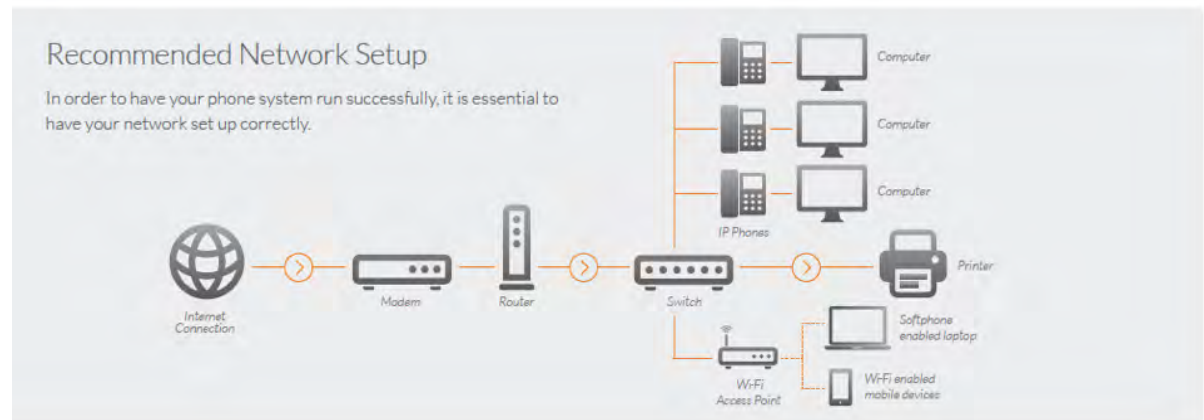 Recommended Network Setup
In order to have your phone system run successfully, it is essential to
have your network set up correctly.
Computer
Computer
Computer
IP Phones
Internet
Connection
Modem
Router
Switch
Printer
Softphone
enabled laptop
Wi-Fi
Access Point
Wi-Fi enabled
mobile devices